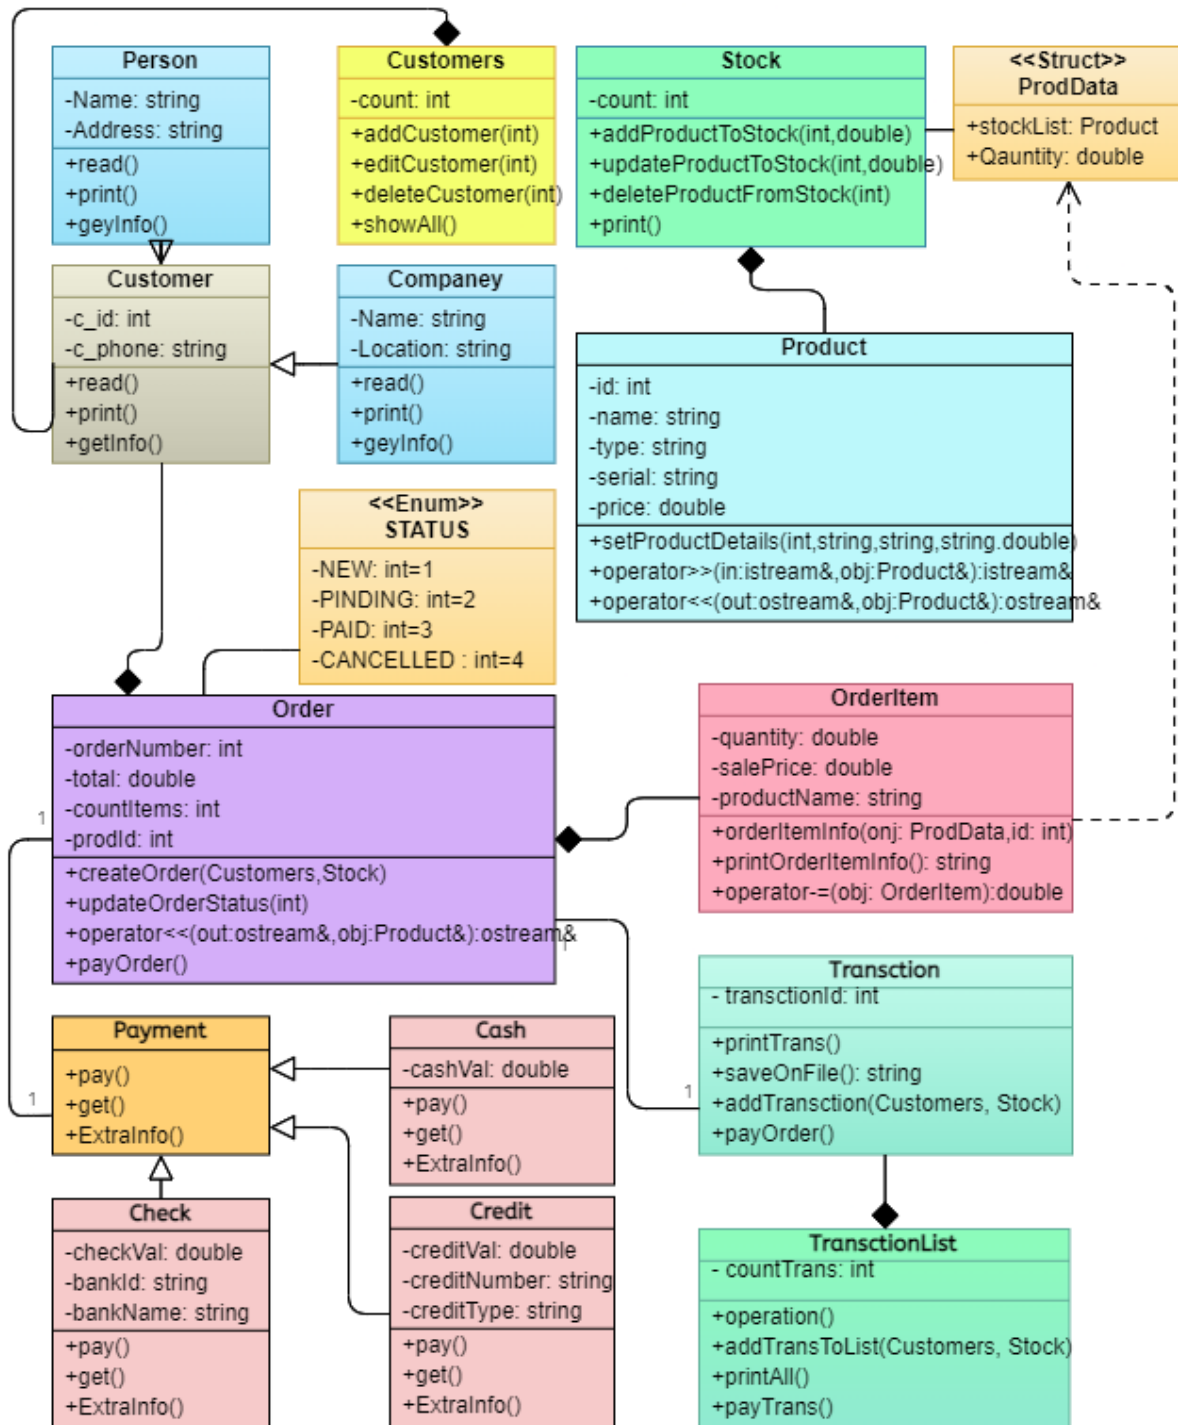 Person
-Name: string
-Address: string
+read()
+print()
+geyInfo()
Customers
-count: int
+addCustomer(int)
+editCustomer(int)
+deleteCustomer(int)
+showAll()
Stock
-count: int
+addProductToStock(int,double)
+updateProductToStock(int,double)
+deleteProductFromStock(int)
+print()
<<Struct>>
ProdData
+stockList: Product
+Qauntity: double
Customer
-c_id: int
-c_phone: string
+read()
+print()
+getInfo()
Companey
-Name: string
-Location: string
+read()
+print()
+geyInfo()
Product
-id: int
-name: string
-type: string
-serial: string
-price: double
+setProductDetails(int,string,string,string.double)
+operator>>(in:istream&,obj:Product&):istream&
+operator<<(out:ostream&,obj:Product&):ostream&
<<Enum>>
STATUS
-NEW: int=1
-PINDING: int=2
-PAID: int=3
-CANCELLED : int=4
Order
-orderNumber: int
-total: double
-countItems: int
-prodId: int
+createOrder(Customers,Stock)
+updateOrderStatus(int)
+operator<<(out:ostream&,obj:Product&):ostream&
+payOrder()
1
1
1
1
OrderItem
-quantity: double
-salePrice: double
-productName: string
+orderItemInfo(onj: ProdData,id: int)
+printOrderItemInfo(): string
+operator-=(obj: OrderItem):double
Transction
- transctionId: int
+printTrans()
+saveOnFile(): string
+addTransction(Customers, Stock)
+payOrder()
Payment
+pay()
+get()
+ExtraInfo()
Cash
-cashVal: double
+pay()
+get()
+ExtraInfo()
Check
-checkVal: double
-bankId: string
-bankName: string
+pay()
+get()
+ExtraInfo()
Credit
-creditVal: double
-creditNumber: string
-creditType: string
+pay()
+get()
+ExtraInfo()
TransctionList
- countTrans: int
+operation()
+addTransToList(Customers, Stock)
+printAll()
+payTrans()